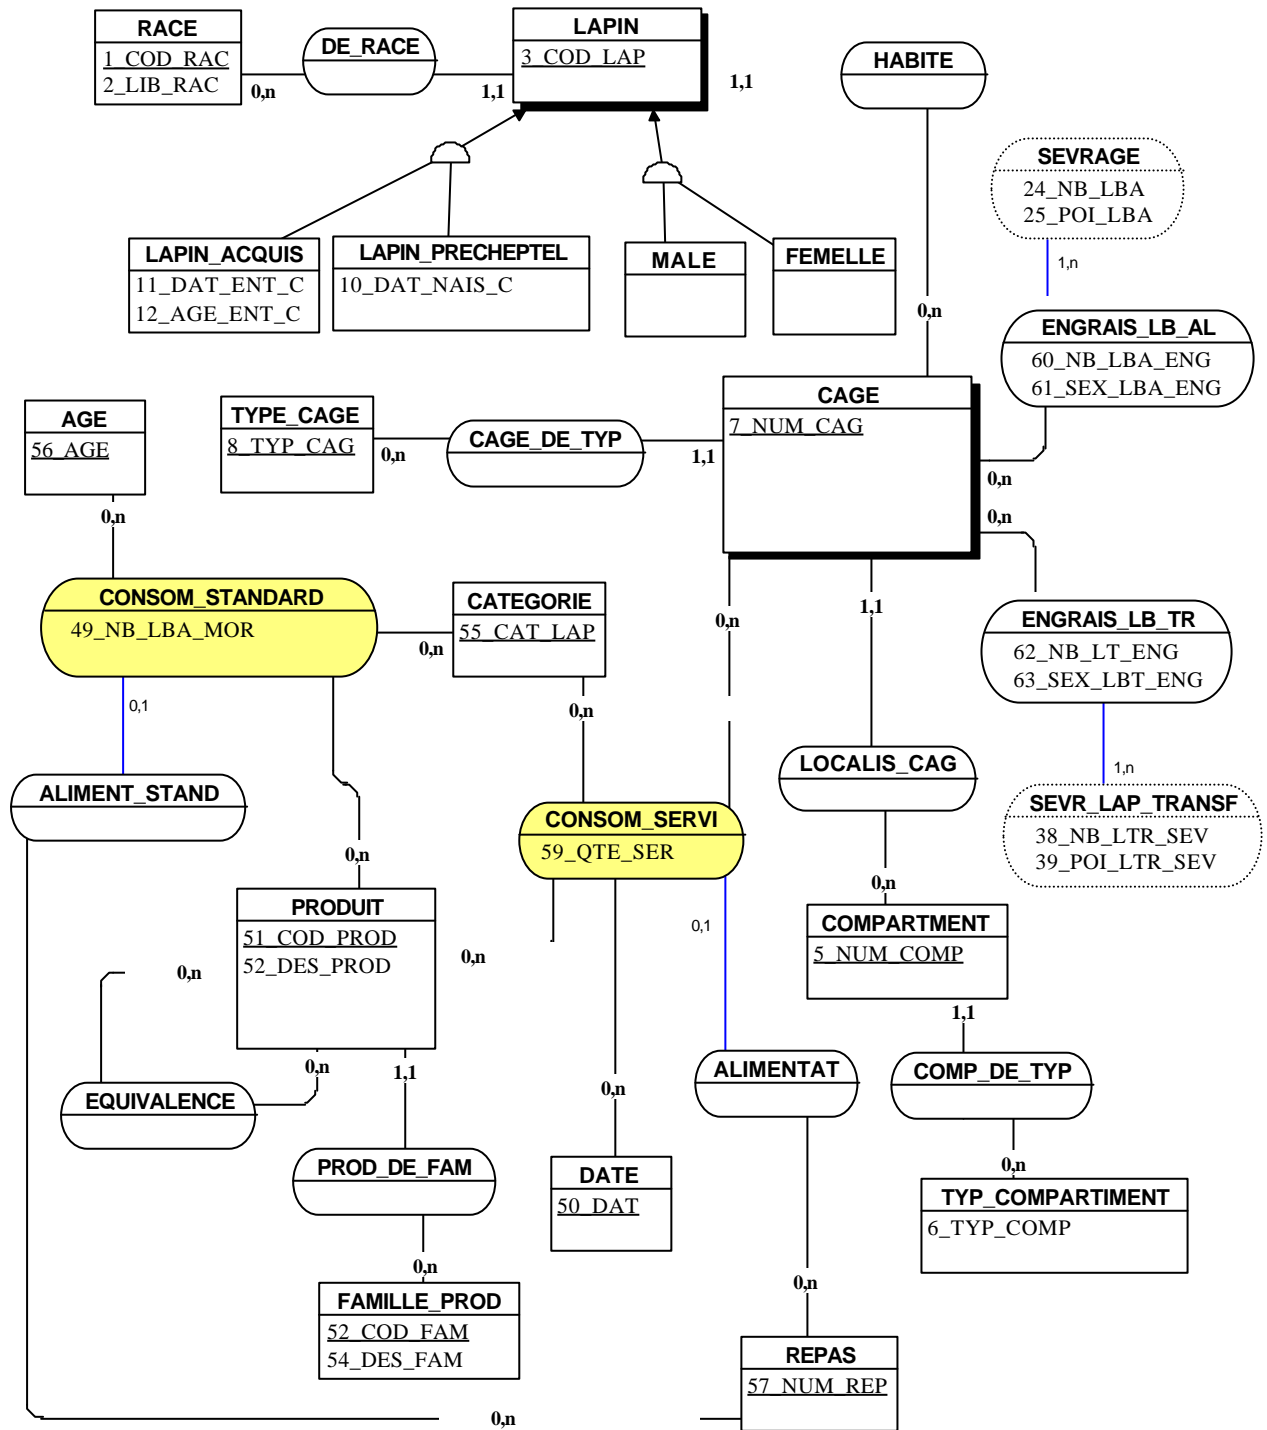 RACE
1_COD_RAC
2_LIB_RAC
0,n
DE_RACE
1,1
LAPIN
3_COD_LAP
1,1
HABITE
0,n
SEVRAGE
24_NB_LBA
25_POI_LBA
1,n
LAPIN_ACQUIS
11_DAT_ENT_C
12_AGE_ENT_C
LAPIN_PRECHEPTEL
10_DAT_NAIS_C
MALE
FEMELLE
ENGRAIS_LB_AL
60_NB_LBA_ENG
61_SEX_LBA_ENG
0,n
AGE
56_AGE
0,n
TYPE_CAGE
8_TYP_CAG
0,n
CAGE_DE_TYP
1,1
CAGE
7_NUM_CAG
0,n
0,n
1,1
CONSOM_STANDARD
49_NB_LBA_MOR
0,n
0,1
CATEGORIE
55_CAT_LAP
0,n
ENGRAIS_LB_TR
62_NB_LT_ENG
63_SEX_LBT_ENG
1,n
ALIMENT_STAND
0,n
LOCALIS_CAG
0,n
SEVR_LAP_TRANSF
38_NB_LTR_SEV
39_POI_LTR_SEV
CONSOM_SERVI
59_QTE_SER
0,n
0,1
PRODUIT
51_COD_PROD
52_DES_PROD
0,n
0,n
1,1
COMPARTMENT
5_NUM_COMP
1,1
EQUIVALENCE
ALIMENTAT
COMP_DE_TYP
0,n
0,n
PROD_DE_FAM
0,n
DATE
50_DAT
TYP_COMPARTIMENT
6_TYP_COMP
0,n
FAMILLE_PROD
52_COD_FAM
54_DES_FAM
REPAS
57_NUM_REP
0,n